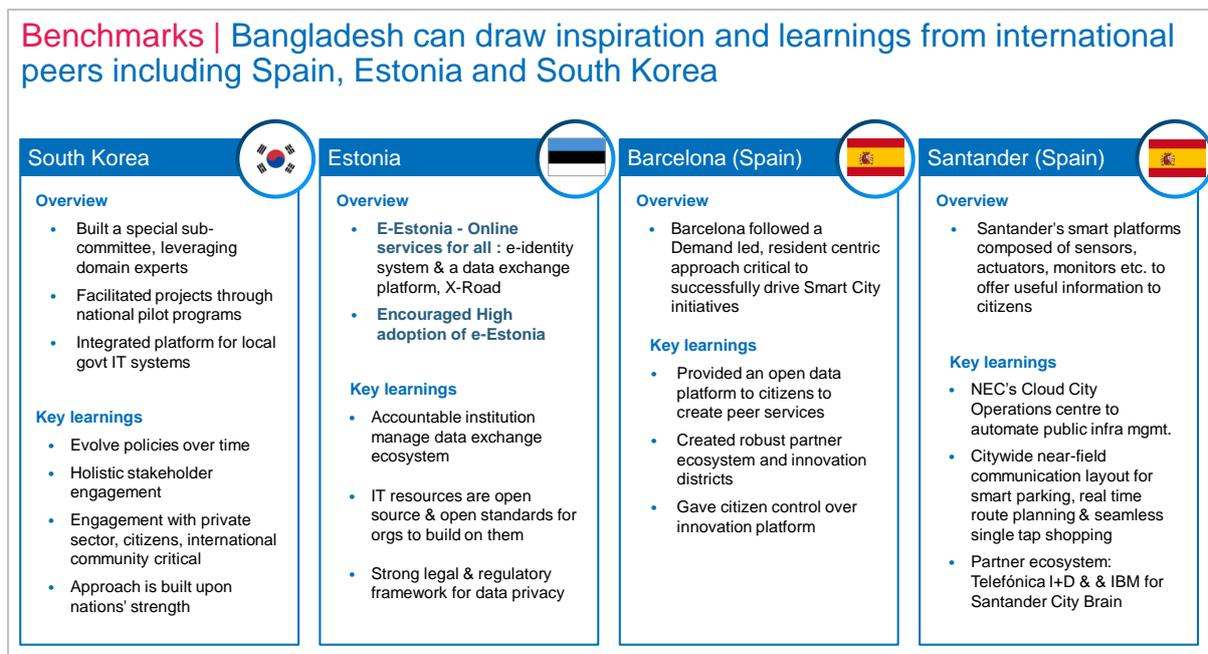 Benchmarks | Bangladesh can draw inspiration and learnings from international
peers including Spain, Estonia and South Korea
South Korea
Overview
• Built a special sub-
committee, leveraging
domain experts
• Facilitated projects through
national pilot programs
• Integrated platform for local
govt IT systems
Key learnings
• Evolve policies over time
• Holistic stakeholder
engagement
• Engagement with private
sector, citizens, international
community critical
• Approach is built upon
nations' strength
Estonia
Overview
• E-Estonia - Online
services for all : e-identity
system & a data exchange
platform, X-Road
• Encouraged High
adoption of e-Estonia
Key learnings
• Accountable institution
manage data exchange
ecosystem
• IT resources are open
source & open standards for
orgs to build on them
• Strong legal & regulatory
framework for data privacy
Barcelona (Spain)
Overview
• Barcelona followed a
Demand led, resident centric
approach critical to
successfully drive Smart City
initiatives
Key learnings
• Provided an open data
platform to citizens to
create peer services
• Created robust partner
ecosystem and innovation
districts
• Gave citizen control over
innovation platform
Santander (Spain)
Overview
• Santander's smart platforms
composed of sensors,
actuators, monitors etc. to
offer useful information to
citizens
Key learnings
• NEC's Cloud City
Operations centre to
automate public infra mgmt.
• Citywide near-field
communication layout for
smart parking, real time
route planning & seamless
single tap shopping
• Partner ecosystem:
Telefónica I+D & & IBM for
Santander City Brain